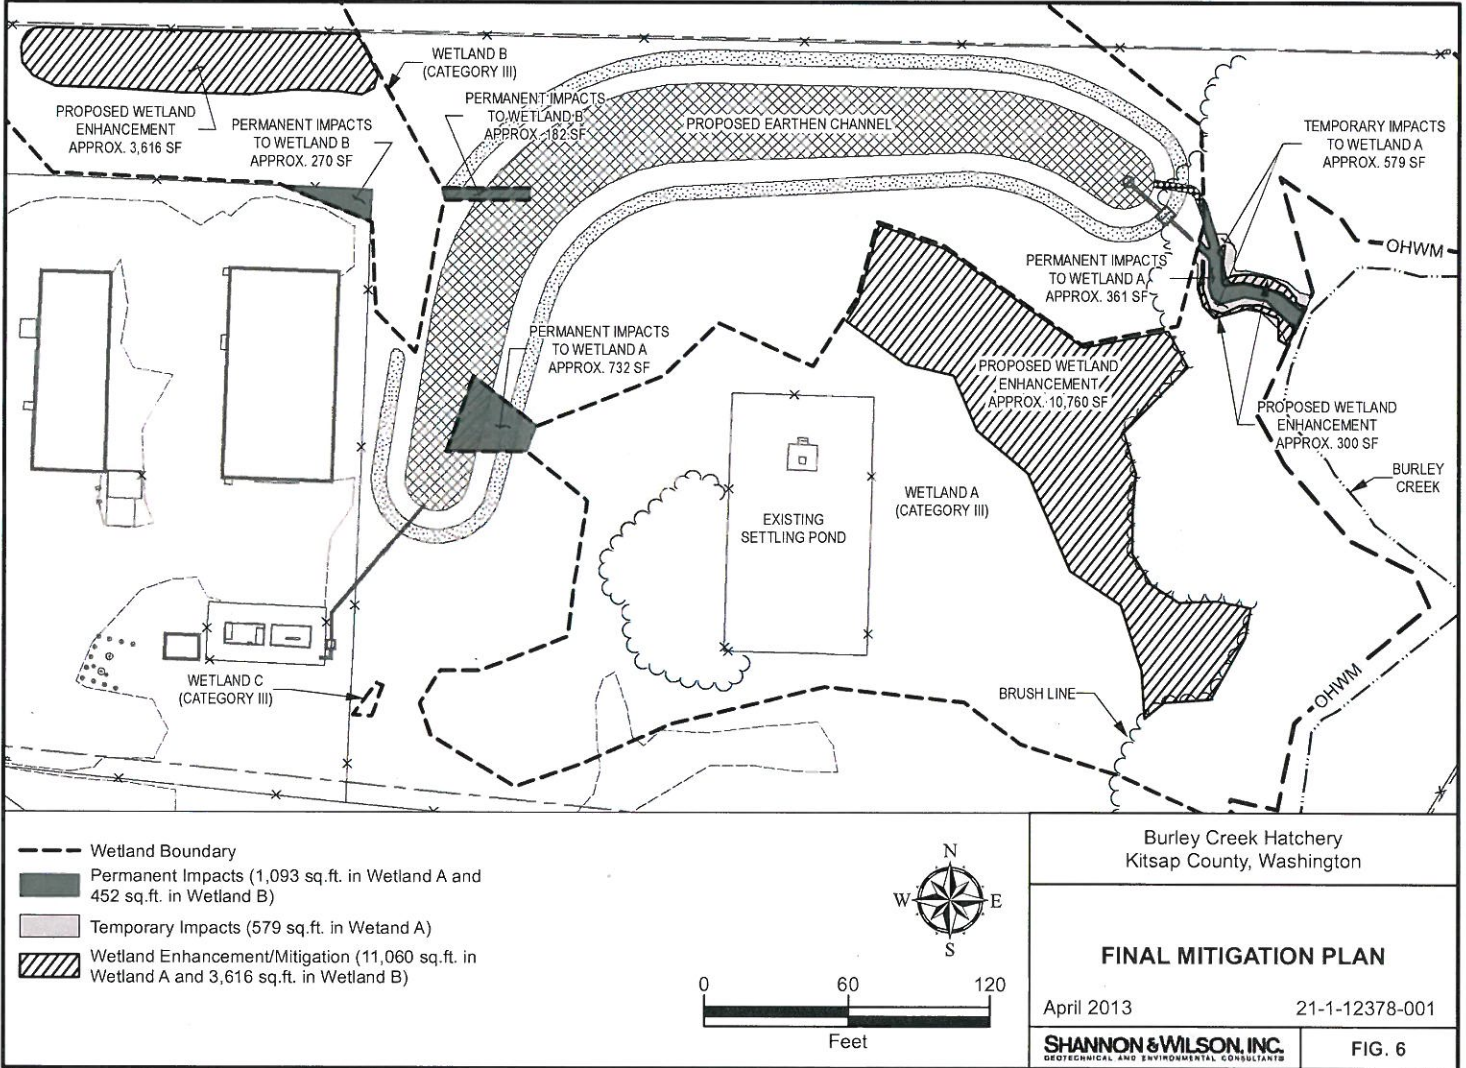 WETLAND B
(CATEGORY III)
PROPOSED WETLAND
ENHANCEMENT
APPROX. 3,616 SF
PERMANENT IMPACTS
TO WETLAND B
APPROX. 270 SF
PERMANENT IMPACTS
TO WETLAND B
APPROX. 182 SF
PROPOSED EARTHEN CHANNEL
TEMPORARY IMPACTS
TO WETLAND A
APPROX. 579 SF
OHWM
PERMANENT IMPACTS
TO WETLAND A
APPROX. 361 SF
PERMANENT IMPACTS
TO WETLAND A
APPROX. 732 SF
PROPOSED WETLAND
ENHANCEMENT
APPROX. 10,760 SF
PROPOSED WETLAND
ENHANCEMENT
APPROX. 300 SF
BURLEY
CREEK
WETLAND A
(CATEGORY III)
EXISTING
SETTLING POND
WETLAND C
(CATEGORY III)
BRUSH LINE
OHWM
Wetland Boundary
Permanent Impacts (1,093 sq.ft. in Wetland A and
452 sq.ft. in Wetland B)
Temporary Impacts (579 sq.ft. in Wetand A)
Wetland Enhancement/Mitigation (11,060 sq.ft. in
Wetland A and 3,616 sq.ft. in Wetland B)
N
W E
S
0 60 120
Feet
Burley Creek Hatchery
Kitsap County, Washington
FINAL MITIGATION PLAN
April 2013 21-1-12378-001
SHANNON & WILSON, INC.
GEOTECHNICAL AND ENVIRONMENTAL CONSULTANTS
FIG. 6